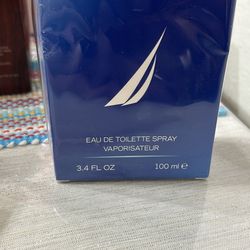 EAU DE TOILETTE SPRAY
VAPORISATEUR
3.4 FL OZ 100 ml e